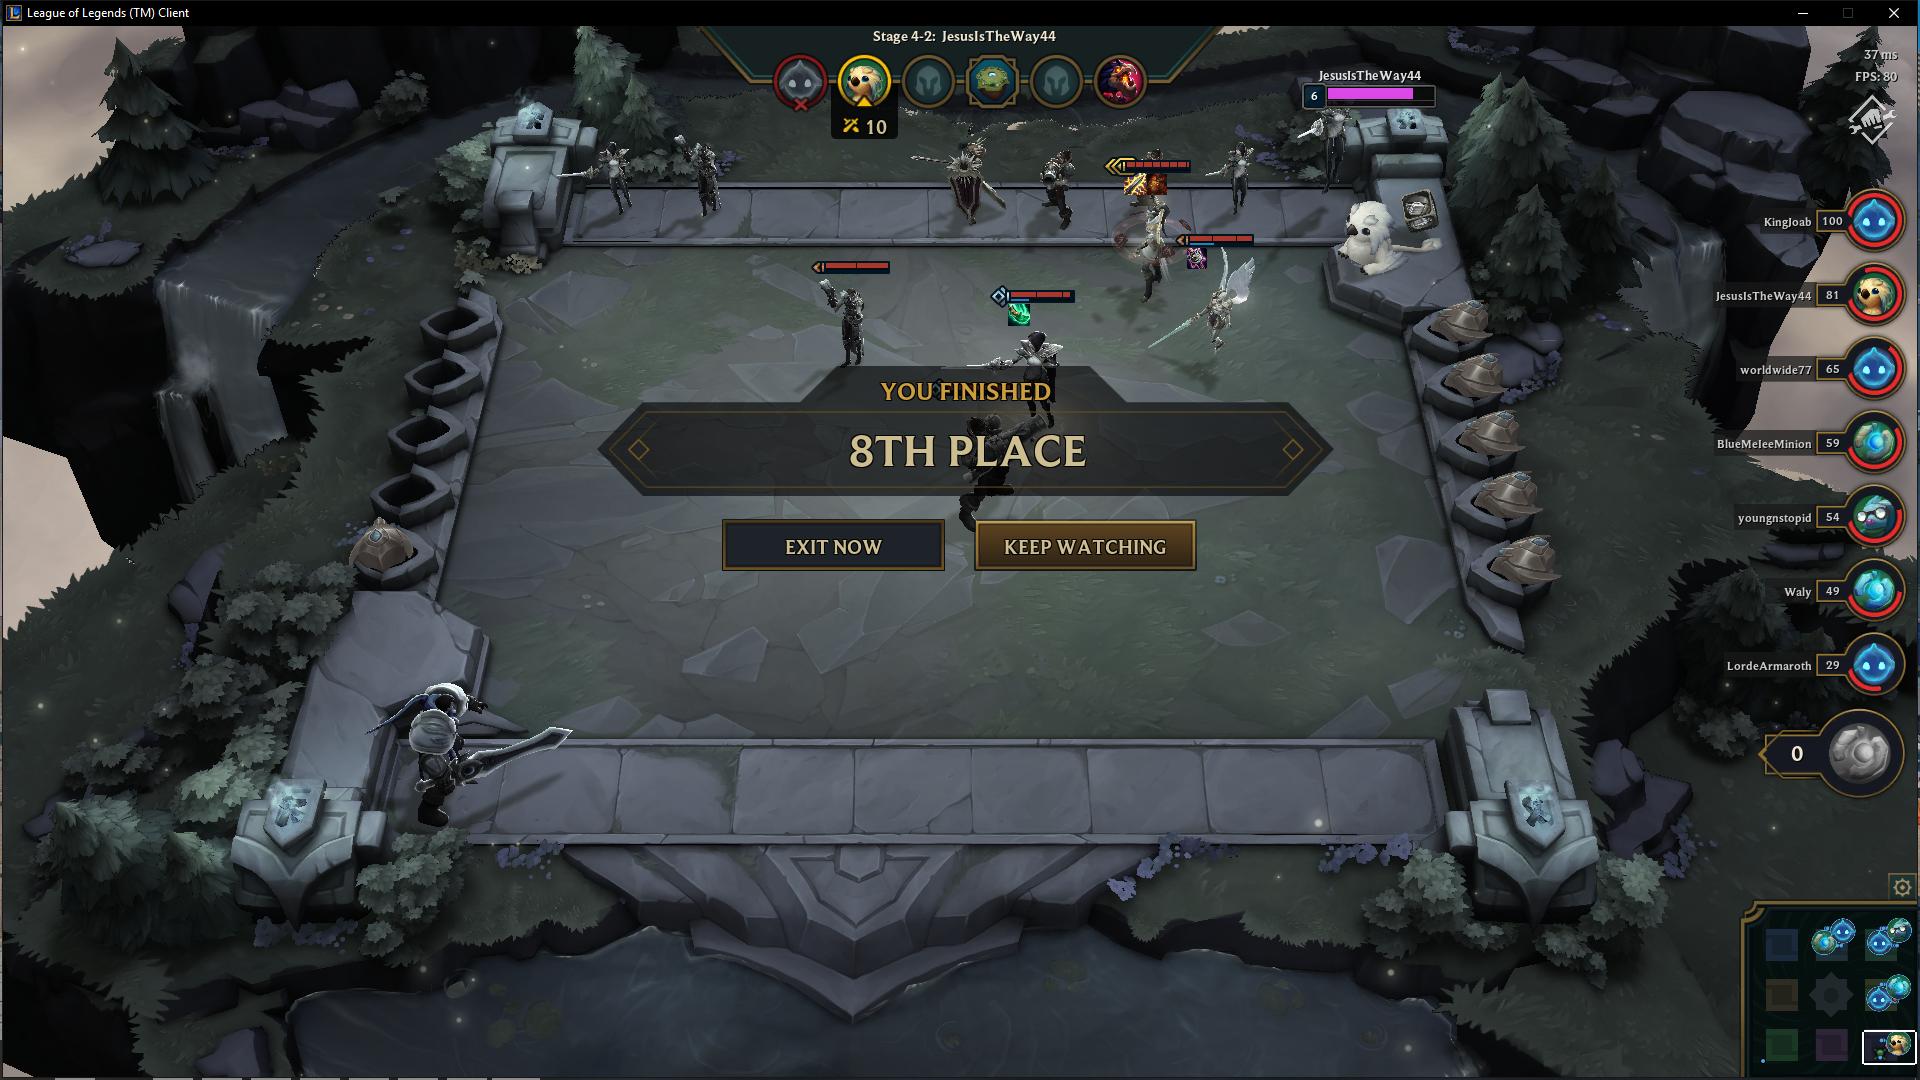 League of Legends (TM) Client
Stage 4-2: JesusIsTheWay44
10
37 ms
FPS: 80
JesusIsTheWay44
6
KingJoab 100
JesusIsTheWay44 81
worldwide77 65
BlueMeleeMinion 59
youngnstopid 54
Waly 49
LordeArmaroth 29
0
YOU FINISHED
8TH PLACE
EXIT NOW
KEEP WATCHING